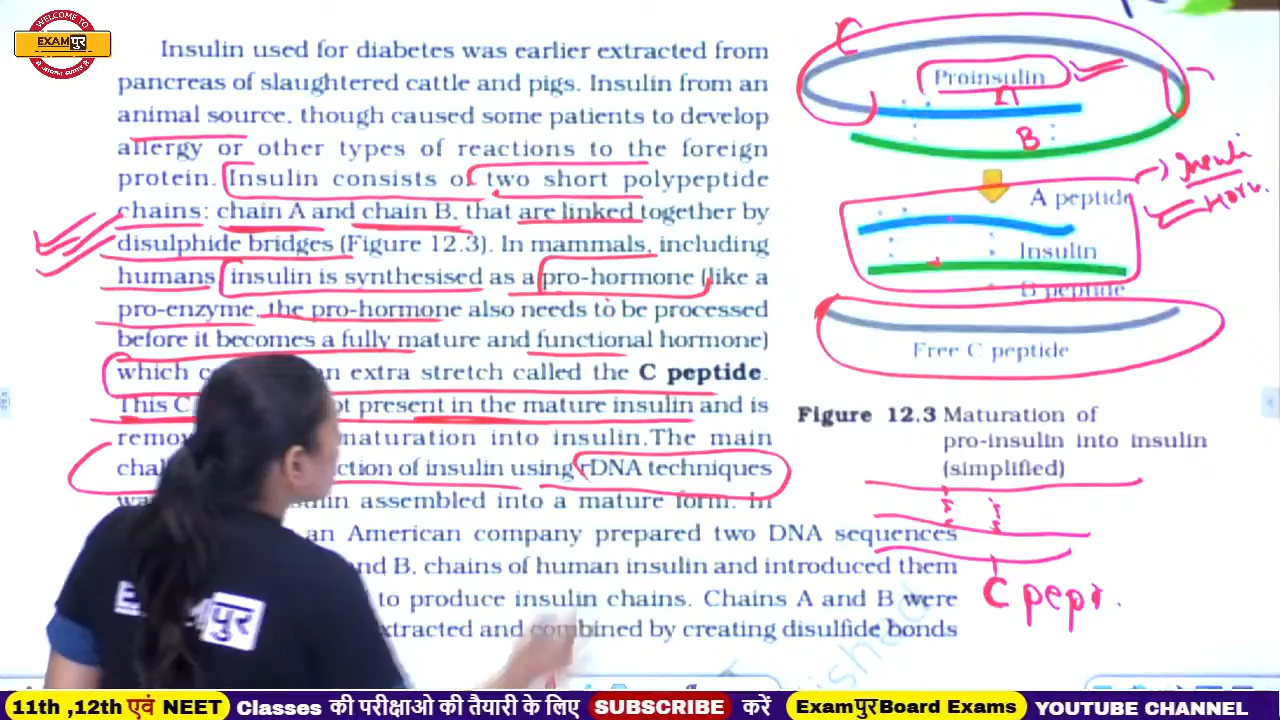 WELCOME TO
EXAMपुर
Insulin used for diabetes was earlier extracted from
pancreas of slaughtered cattle and pigs. Insulin from an
animal source, though caused some patients to develop
allergy or other types of reactions to the foreign
protein. Insulin consists of two short polypeptide
chains: chain A and chain B, that are linked together by
disulphide bridges (Figure 12.3). In mammals, including
humans, insulin is synthesised as a pro-hormone (like a
pro-enzyme, the pro-hormone also needs to be processed
before it becomes a fully mature and functional hormone)
which an extra stretch called the C peptide.
This C present in the mature insulin and is
maturation into insulin.The main
of insulin using rDNA techniques
assembled into a mature form. In
an American company prepared two DNA sequences
B, chains of human insulin and introduced them
to produce insulin chains. Chains A and B were
and combined by creating disulfide bonds
C
Proinsulin
A
B
A peptide
Insulin
B peptide
Free C peptide
Figure 12.3 Maturation of
pro-insulin into insulin
(simplified)
C pept.
EXAMपुर
11th ,12th एवं NEET Classes की परीक्षाओ की तैयारी के लिए SUBSCRIBE करें Examपुर Board Exams YOUTUBE CHANNEL